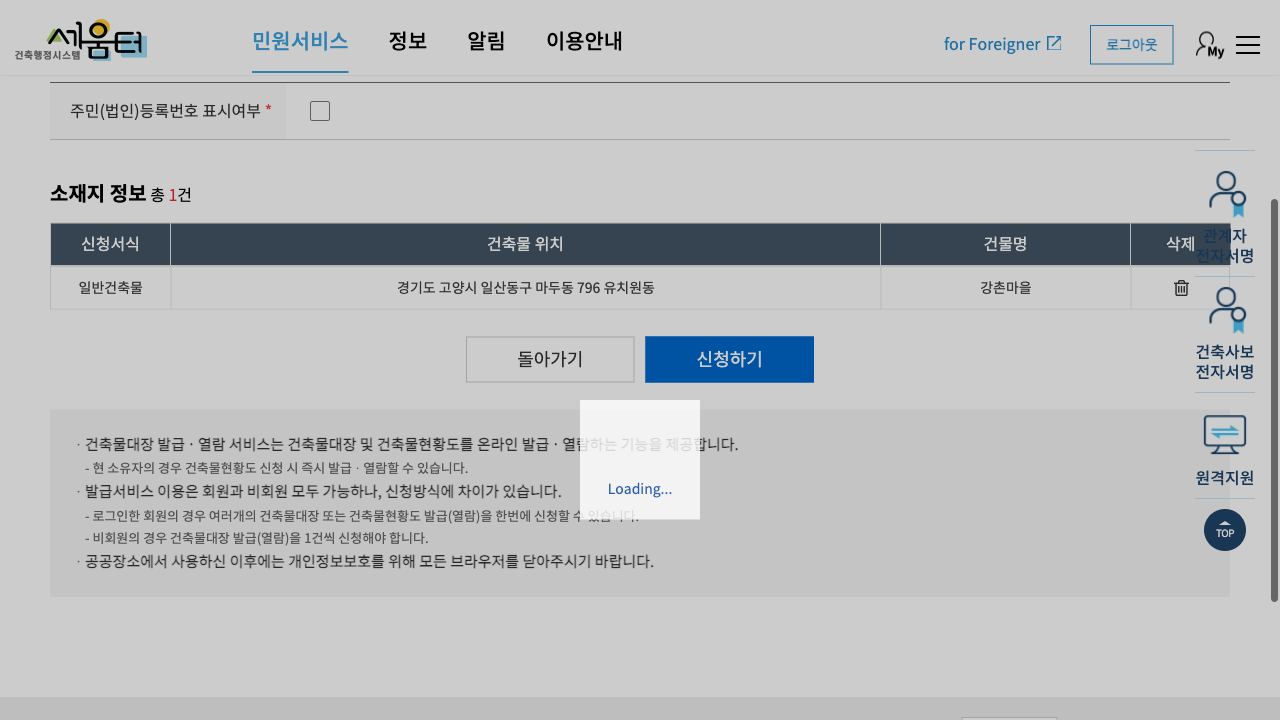 세움터
건축행정시스템
민원서비스
정보
알림
이용안내
for Foreigner
로그아웃
My
주민(법인)등록번호 표시여부 *
소재지 정보 총 1건
신청서식
건축물 위치
건물명
삭제
일반건축물
경기도 고양시 일산동구 마두동 796 유치원동
강촌마을
돌아가기
신청하기
· 건축물대장 발급 · 열람 서비스는 건축물대장 및 건축물현황도를 온라인 발급 · 열람하는 기능을 제공합니다.
- 현 소유자의 경우 건축물현황도 신청 시 즉시 발급 · 열람할 수 있습니다.
· 발급서비스 이용은 회원과 비회원 모두 가능하나, 신청방식에 차이가 있습니다.
- 로그인한 회원의 경우 여러개의 건축물대장 또는 건축물현황도 발급(열람)을 한번에 신청할 수 있습니다.
- 비회원의 경우 건축물대장 발급(열람)을 1건씩 신청해야 합니다.
· 공공장소에서 사용하신 이후에는 개인정보보호를 위해 모든 브라우저를 닫아주시기 바랍니다.
Loading...
관계자
전자서명
건축사보
전자서명
원격지원
TOP